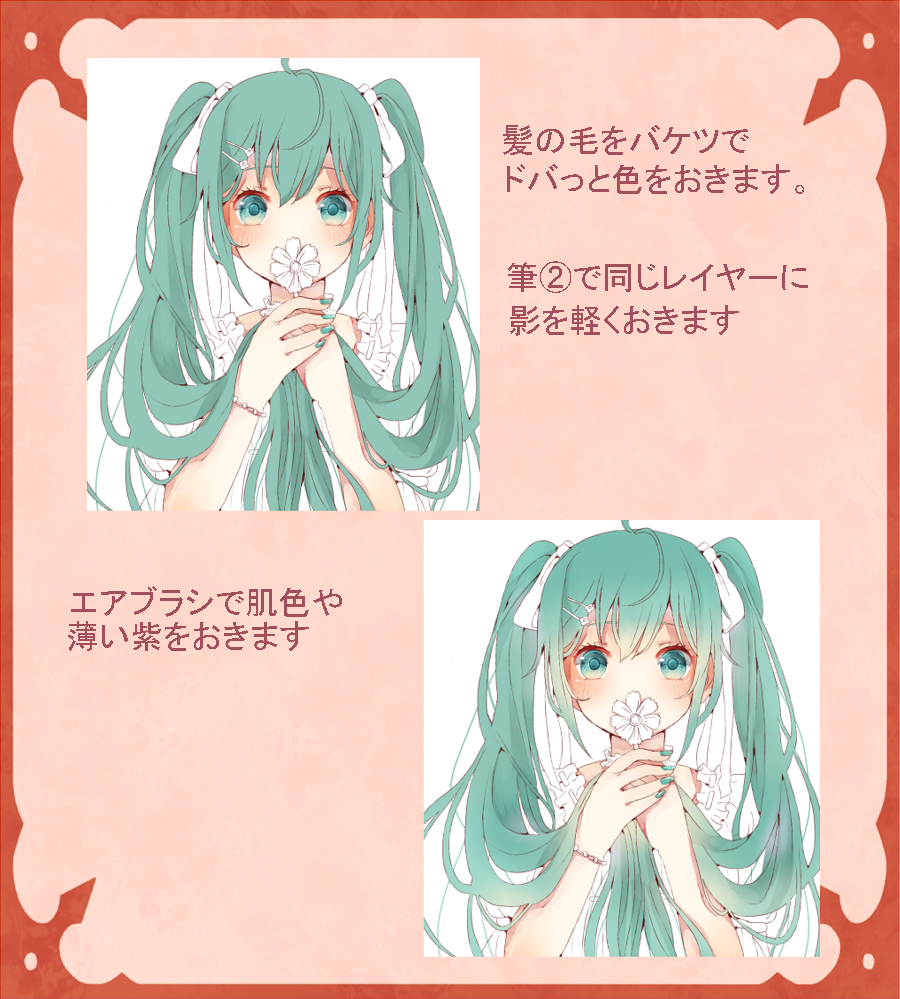 髪の毛をバケツで
ドバっと色をおきます。
筆②で同じレイヤーに
影を軽くおきます
エアブラシで肌色や
薄い紫をおきます